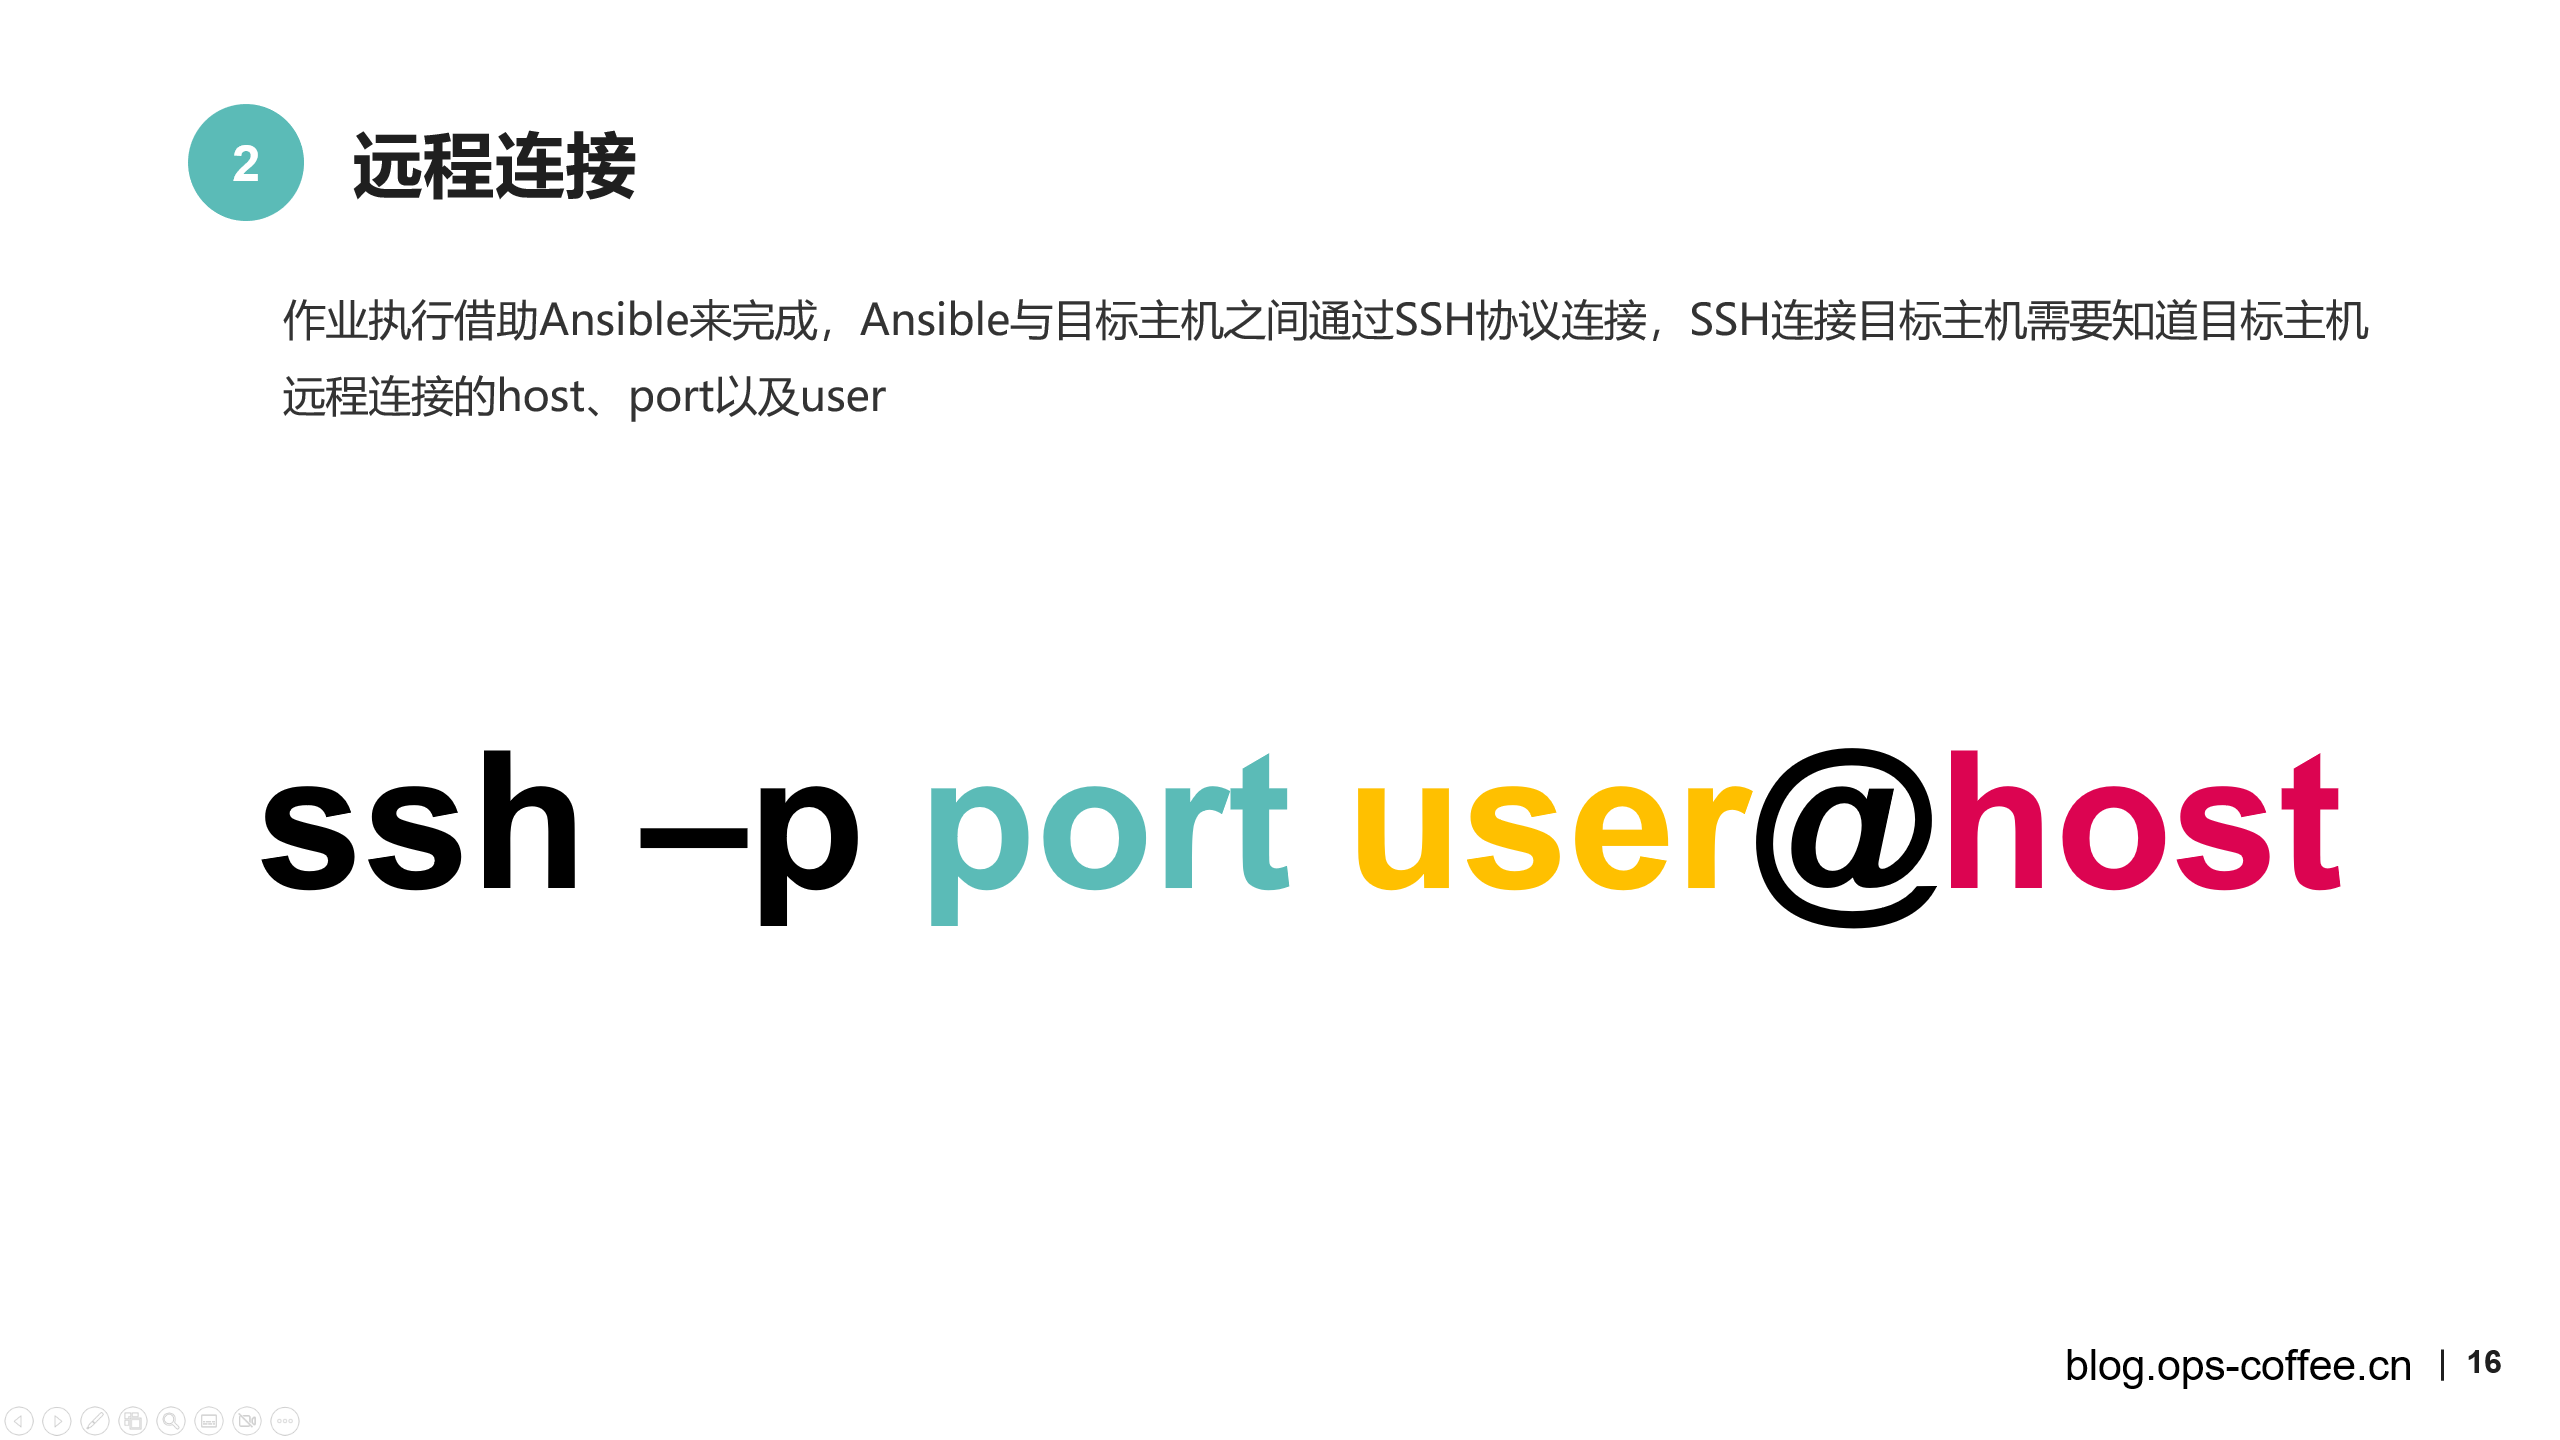 2
远程连接
作业执行借助Ansible来完成，Ansible与目标主机之间通过SSH协议连接，SSH连接目标主机需要知道目标主机
远程连接的host、port以及user
ssh –p port user@host
blog.ops-coffee.cn | 16